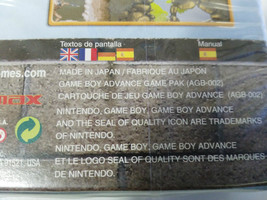 Textos de pantalla
Manual
mes.com
MADE IN JAPAN / FABRIQUE AU JAPON
GAME BOY ADVANCE GAME PAK (AGB-002)
CARTOUCHE DE JEU GAME BOY ADVANCE (AGB-002)
NINTENDO, GAME BOY, GAME BOY ADVANCE
AND THE SEAL OF QUALITY ICON ARE TRADEMARKS
OF NINTENDO.
NINTENDO, GAME BOY, GAME BOY ADVANCE
ET LE LOGO SEAL OF QUALITY SONT DES MARQUES
DE NINTENDO.
91521, USA